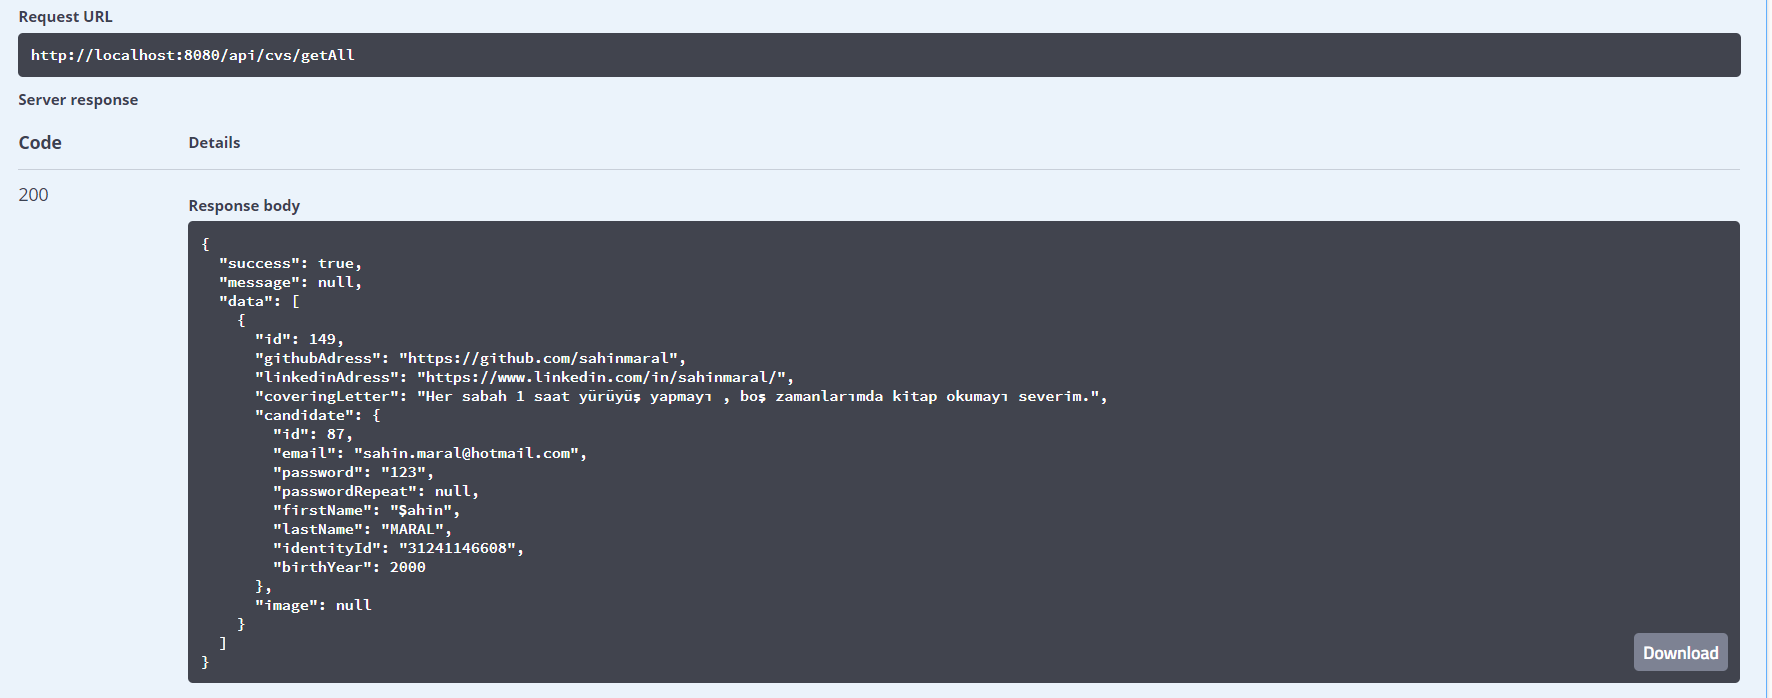 Request URL
http://localhost:8080/api/cvs/getAll
Server response
Code Details
200
Response body
{
  "success": true,
  "message": null,
  "data": [
    {
      "id": 149,
      "githubAdress": "https://github.com/sahinmaral",
      "linkedinAdress": "https://www.linkedin.com/in/sahinmaral/",
      "coveringLetter": "Her sabah 1 saat yürüyüş yapmayı , boş zamanlarımda kitap okumayı severim.",
      "candidate": {
        "id": 87,
        "email": "sahin.maral@hotmail.com",
        "password": "123",
        "passwordRepeat": null,
        "firstName": "Şahin",
        "lastName": "MARAL",
        "identityId": "31241146608",
        "birthYear": 2000
      },
      "image": null
    }
  ]
}
Download